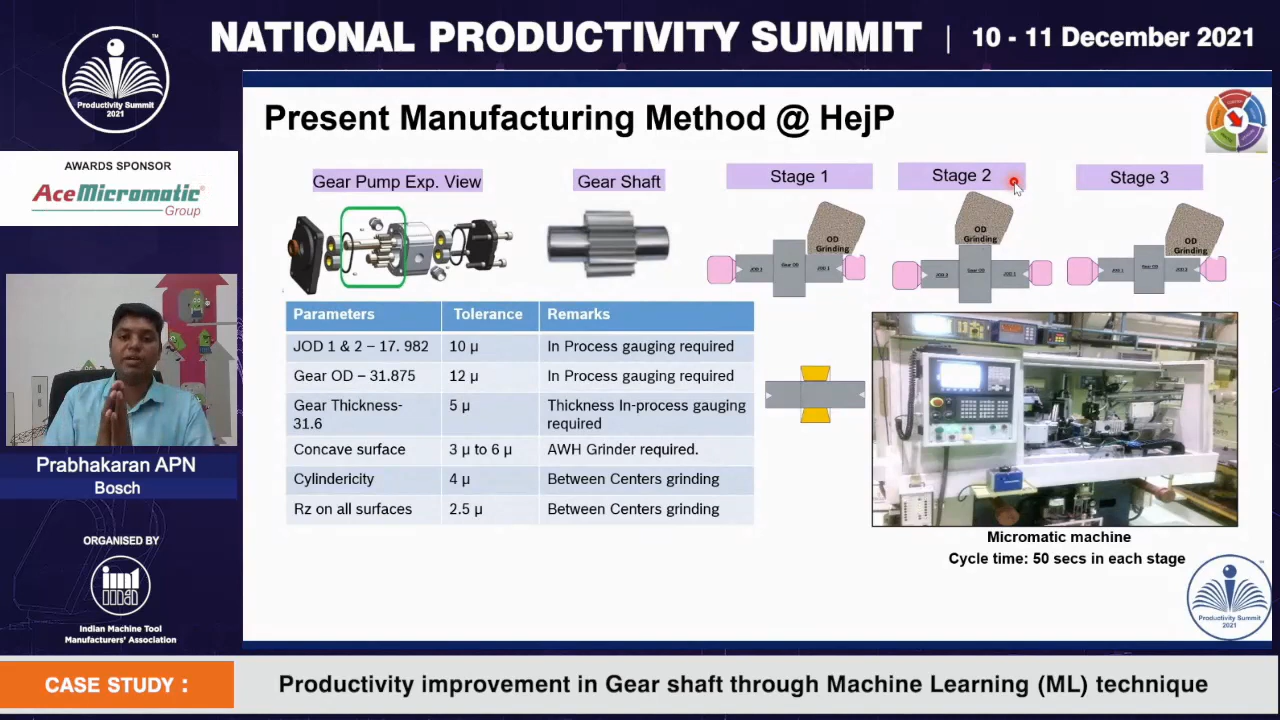 NATIONAL PRODUCTIVITY SUMMIT | 10 - 11 December 2021
Productivity Summit
2021
AWARDS SPONSOR
AceMicromatic
Group
Prabhakaran APN
Bosch
ORGANISED BY
Indian Machine Tool
Manufacturers' Association
Present Manufacturing Method @ HejP
Gear Pump Exp. View
Gear Shaft
Stage 1
Stage 2
Stage 3
OD
Grinding
OD
Grinding
OD
Grinding
Parameters Tolerance Remarks
JOD 1 & 2 – 17. 982 10 µ In Process gauging required
Gear OD – 31.875 12 µ In Process gauging required
Gear Thickness- 5 µ Thickness In-process gauging
31.6 required
Concave surface 3 µ to 6 µ AWH Grinder required.
Cylindericity 4 µ Between Centers grinding
Rz on all surfaces 2.5 µ Between Centers grinding
Micromatic machine
Cycle time: 50 secs in each stage
Productivity Summit
2021
CASE STUDY :
Productivity improvement in Gear shaft through Machine Learning (ML) technique